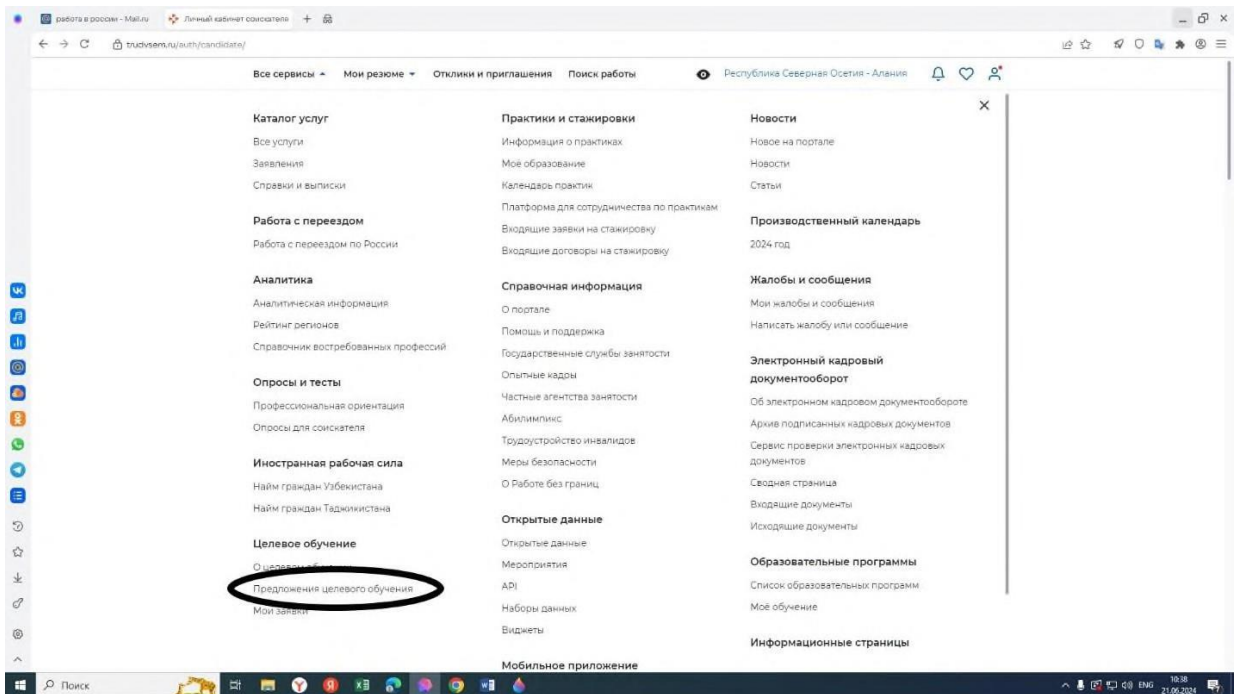 работа в россии - Mail.ru
Личный кабинет соискателя
trudvsem.ru/auth/candidate/
Все сервисы
Мои резюме
Отклики и приглашения
Поиск работы
Республика Северная Осетия - Алания
Каталог услуг
Все услуги
Заявления
Справки и выписки
Работа с переездом
Работа с переездом по России
Аналитика
Аналитическая информация
Рейтинг регионов
Справочник востребованных профессий
Опросы и тесты
Профессиональная ориентация
Опросы для соискателя
Иностранная рабочая сила
Найм граждан Узбекистана
Найм граждан Таджикистана
Целевое обучение
О целевом обучении
Предложения целевого обучения
Мои заявки
Практики и стажировки
Информация о практиках
Моё образование
Календарь практик
Платформа для сотрудничества по практикам
Входящие заявки на стажировку
Входящие договоры на стажировку
Справочная информация
О портале
Помощь и поддержка
Государственные службы занятости
Опытные кадры
Частные агентства занятости
Абилимпикс
Трудоустройство инвалидов
Меры безопасности
О Работе без границ
Открытые данные
Открытые данные
Мероприятия
API
Наборы данных
Виджеты
Мобильное приложение
Новости
Новое на портале
Новости
Статьи
Производственный календарь
2024 год
Жалобы и сообщения
Мои жалобы и сообщения
Написать жалобу или сообщение
Электронный кадровый
документооборот
Об электронном кадровом документообороте
Архив подписанных кадровых документов
Сервис проверки электронных кадровых
документов
Сводная страница
Входящие документы
Исходящие документы
Образовательные программы
Список образовательных программ
Моё обучение
Информационные страницы
Поиск
ENG
10:38
21.06.2024